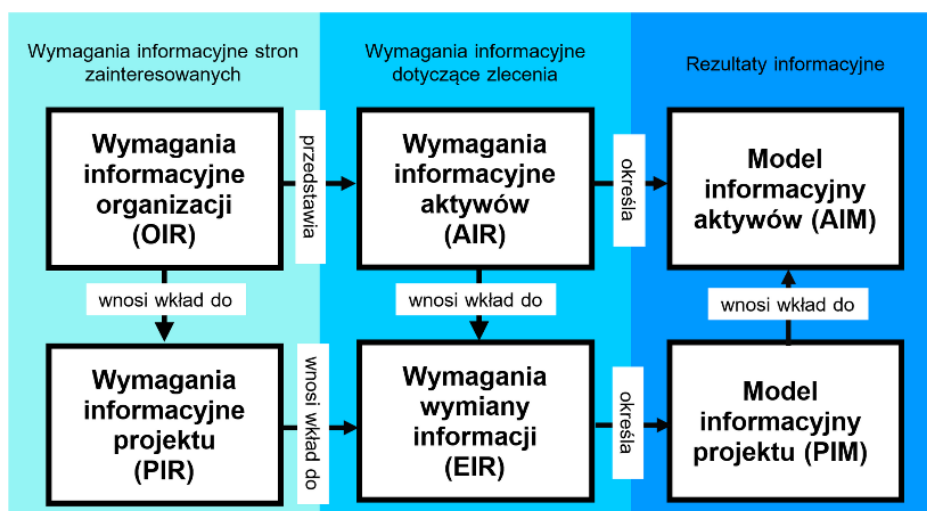 Wymagania informacyjne stron
zainteresowanych
Wymagania informacyjne
dotyczące zlecenia
Rezultaty informacyjne
Wymagania
informacyjne
organizacji
(OIR)
przedstawia
Wymagania
informacyjne
aktywów
(AIR)
określa
Model
informacyjny
aktywów (AIM)
wnosi wkład do
wnosi wkład do
wnosi wkład do
Wymagania
informacyjne
projektu
(PIR)
wnosi wkład do
Wymagania
wymiany
informacji
(EIR)
określa
Model
informacyjny
projektu (PIM)